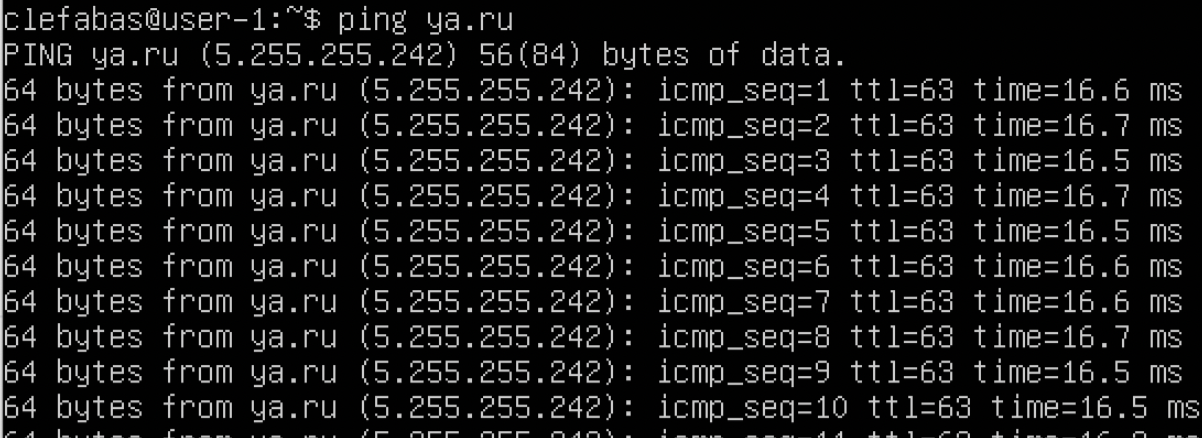 clefabas@user-1:~$ ping ya.ru
PING ya.ru (5.255.255.242) 56(84) bytes of data.
64 bytes from ya.ru (5.255.255.242): icmp_seq=1 ttl=63 time=16.6 ms
64 bytes from ya.ru (5.255.255.242): icmp_seq=2 ttl=63 time=16.7 ms
64 bytes from ya.ru (5.255.255.242): icmp_seq=3 ttl=63 time=16.5 ms
64 bytes from ya.ru (5.255.255.242): icmp_seq=4 ttl=63 time=16.7 ms
64 bytes from ya.ru (5.255.255.242): icmp_seq=5 ttl=63 time=16.5 ms
64 bytes from ya.ru (5.255.255.242): icmp_seq=6 ttl=63 time=16.6 ms
64 bytes from ya.ru (5.255.255.242): icmp_seq=7 ttl=63 time=16.6 ms
64 bytes from ya.ru (5.255.255.242): icmp_seq=8 ttl=63 time=16.7 ms
64 bytes from ya.ru (5.255.255.242): icmp_seq=9 ttl=63 time=16.5 ms
64 bytes from ya.ru (5.255.255.242): icmp_seq=10 ttl=63 time=16.5 ms